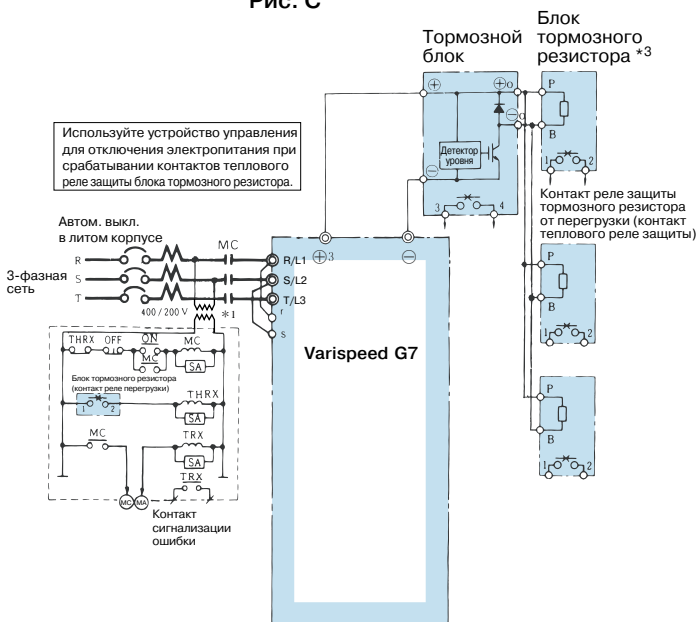 Рис. C
Тормозной
блок
Блок
тормозного
резистора *3
Используйте устройство управления
для отключения электропитания при
срабатывании контактов теплового
реле защиты блока тормозного резистора.
Детектор
уровня
3 4
P
B
1 2
Контакт реле защиты
тормозного резистора
от перегрузки (контакт
теплового реле защиты)
P
B
1 2
P
B
1 2
Автом. выкл.
в литом корпусе
3-фазная
сеть
R
S
T
MC
R/L1
S/L2
T/L3
r
s
⊕3
⊖
⊕
⊖
⊕o
⊖o
400 / 200 V
*1
Varispeed G7
THRX OFF ON MC
MC
SA
Блок тормозного резистора
(контакт реле перегрузки)
1 2
THRX
SA
MC
TRX
SA
TRX
MC MA
Контакт
сигнализации
ошибки